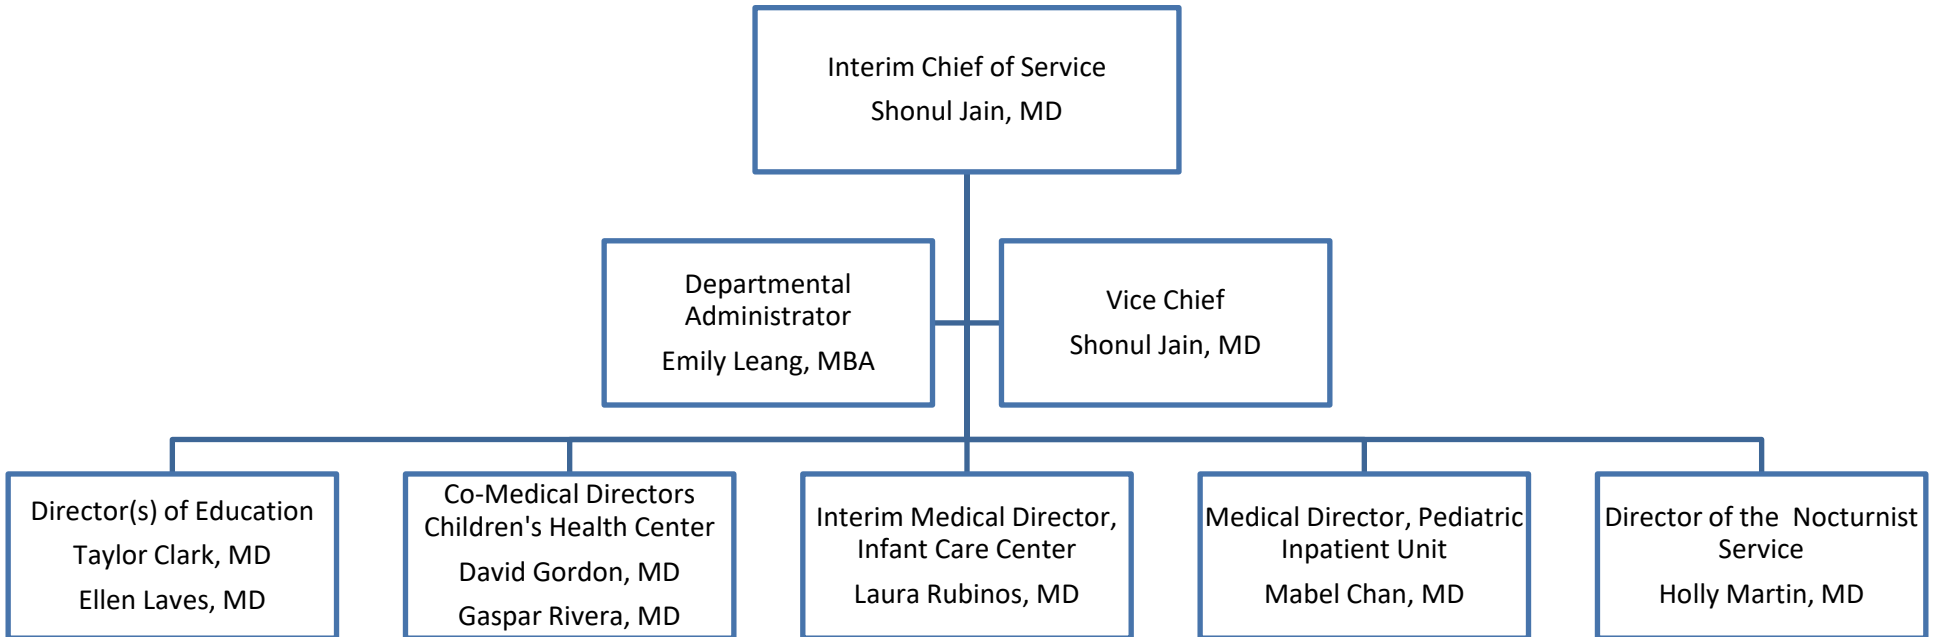 Interim Chief of Service
Shonul Jain, MD
Departmental
Administrator
Emily Leang, MBA
Vice Chief
Shonul Jain, MD
Director(s) of Education
Taylor Clark, MD
Ellen Laves, MD
Co-Medical Directors
Children's Health Center
David Gordon, MD
Gaspar Rivera, MD
Interim Medical Director,
Infant Care Center
Laura Rubinos, MD
Medical Director, Pediatric
Inpatient Unit
Mabel Chan, MD
Director of the  Nocturnist
Service
Holly Martin, MD